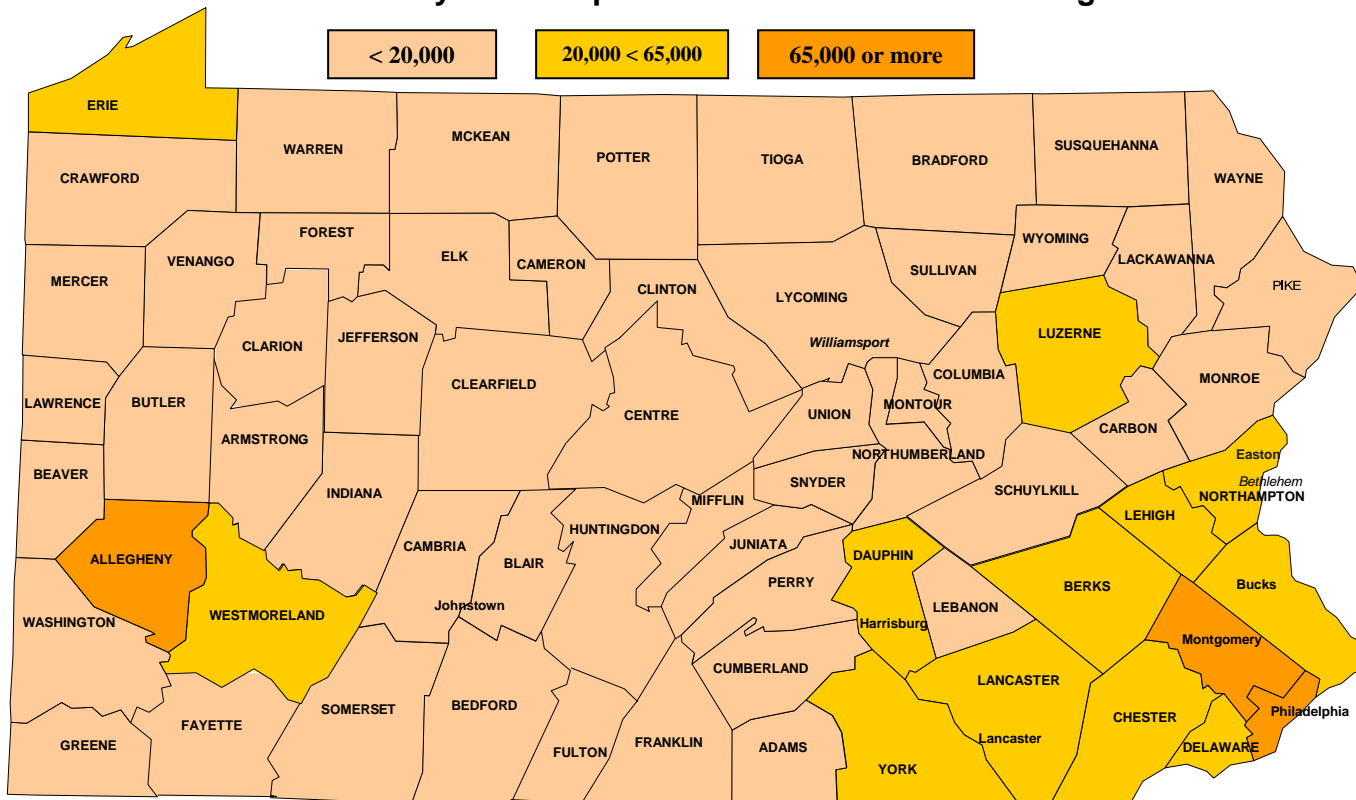 < 20,000
20,000 < 65,000
65,000 or more
ERIE
CRAWFORD
WARREN
MCKEAN
POTTER
TIOGA
BRADFORD
SUSQUEHANNA
WAYNE
MERCER
VENANGO
FOREST
ELK
CAMERON
CLINTON
LYCOMING
Williamsport
SULLIVAN
WYOMING
LACKAWANNA
PIKE
LAWRENCE
BUTLER
CLARION
JEFFERSON
CLEARFIELD
CENTRE
UNION
MONTOUR
COLUMBIA
LUZERNE
MONROE
BEAVER
ARMSTRONG
INDIANA
MIFFLIN
SNYDER
NORTHUMBERLAND
SCHUYLKILL
CARBON
Easton
Bethlehem
NORTHAMPTON
LEHIGH
ALLEGHENY
WESTMORELAND
CAMBRIA
Johnstown
BLAIR
HUNTINGDON
JUNIATA
PERRY
DAUPHIN
Harrisburg
LEBANON
BERKS
Bucks
Montgomery
Philadelphia
WASHINGTON
GREENE
FAYETTE
SOMERSET
BEDFORD
FULTON
FRANKLIN
CUMBERLAND
ADAMS
YORK
LANCASTER
Lancaster
CHESTER
DELAWARE